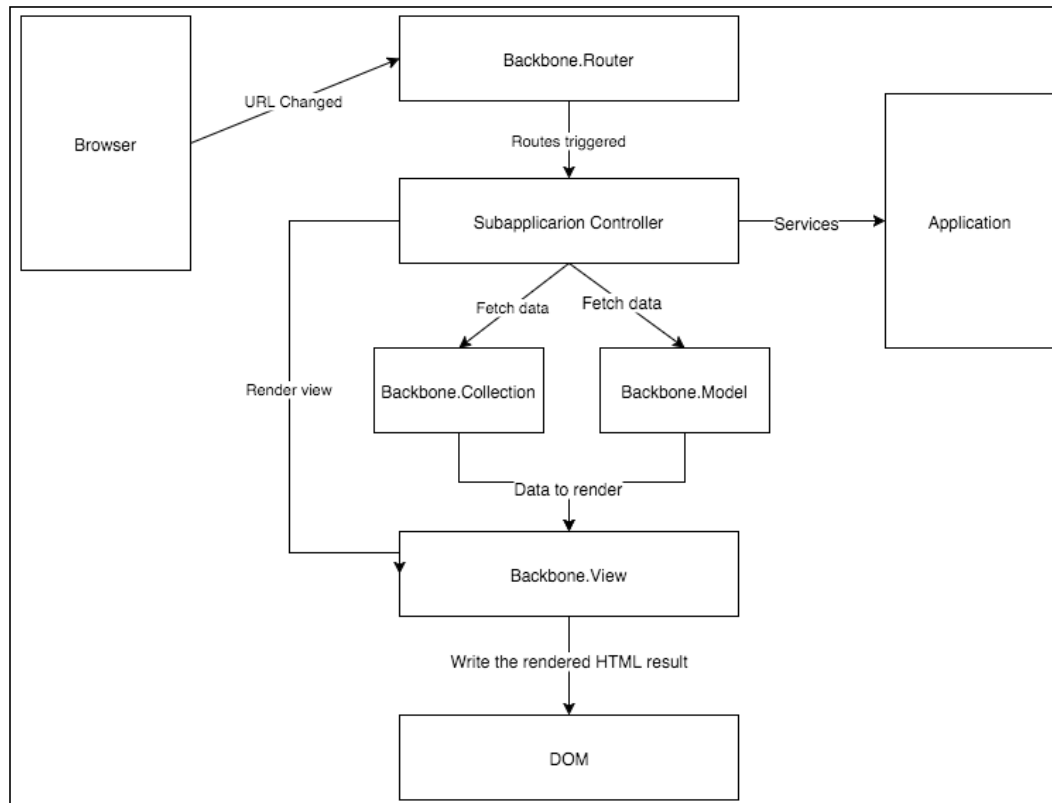 Backbone.Router
URL Changed
Browser
Routes triggered
Subapplicarion Controller
Services
Application
Fetch data
Fetch data
Render view
Backbone.Collection
Backbone.Model
Data to render
Backbone.View
Write the rendered HTML result
DOM